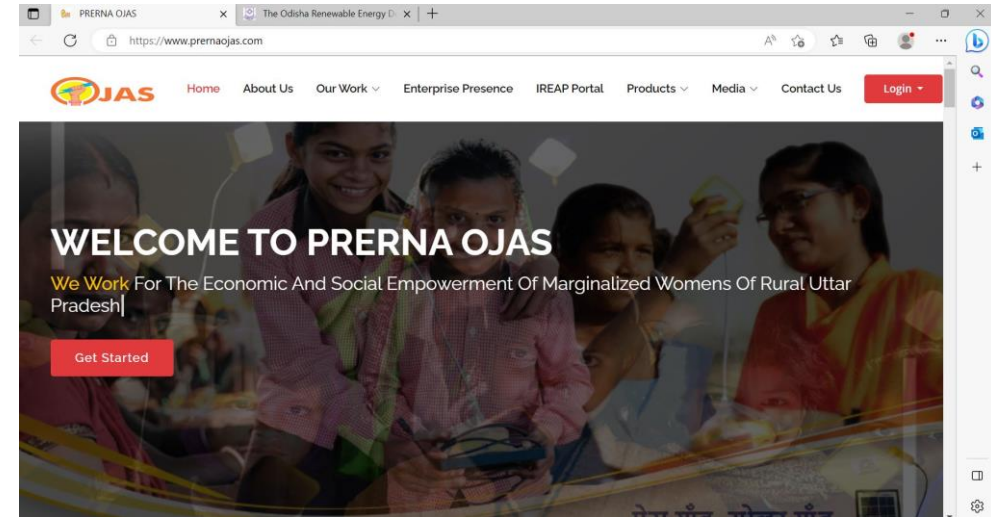 PRERNA OJAS
The Odisha Renewable Energy D
https://www.prernaojas.com
OJAS
Home About Us Our Work Enterprise Presence IREAP Portal Products Media Contact Us Login
WELCOME TO PRERNA OJAS
We Work For The Economic And Social Empowerment Of Marginalized Womens Of Rural Uttar
Pradesh
Get Started